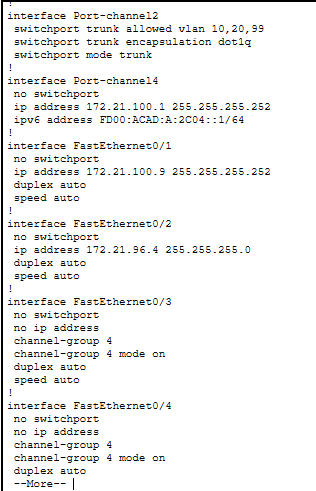 !
interface Port-channel2
 switchport trunk allowed vlan 10,20,99
 switchport trunk encapsulation dot1q
 switchport mode trunk
!
interface Port-channel4
 no switchport
 ip address 172.21.100.1 255.255.255.252
 ipv6 address FD00:ACAD:A:2C04::1/64
!
interface FastEthernet0/1
 no switchport
 ip address 172.21.100.9 255.255.255.252
 duplex auto
 speed auto
!
interface FastEthernet0/2
 no switchport
 ip address 172.21.96.4 255.255.255.0
 duplex auto
 speed auto
!
interface FastEthernet0/3
 no switchport
 no ip address
 channel-group 4
 channel-group 4 mode on
 duplex auto
 speed auto
!
interface FastEthernet0/4
 no switchport
 no ip address
 channel-group 4
 channel-group 4 mode on
 duplex auto
 --More--